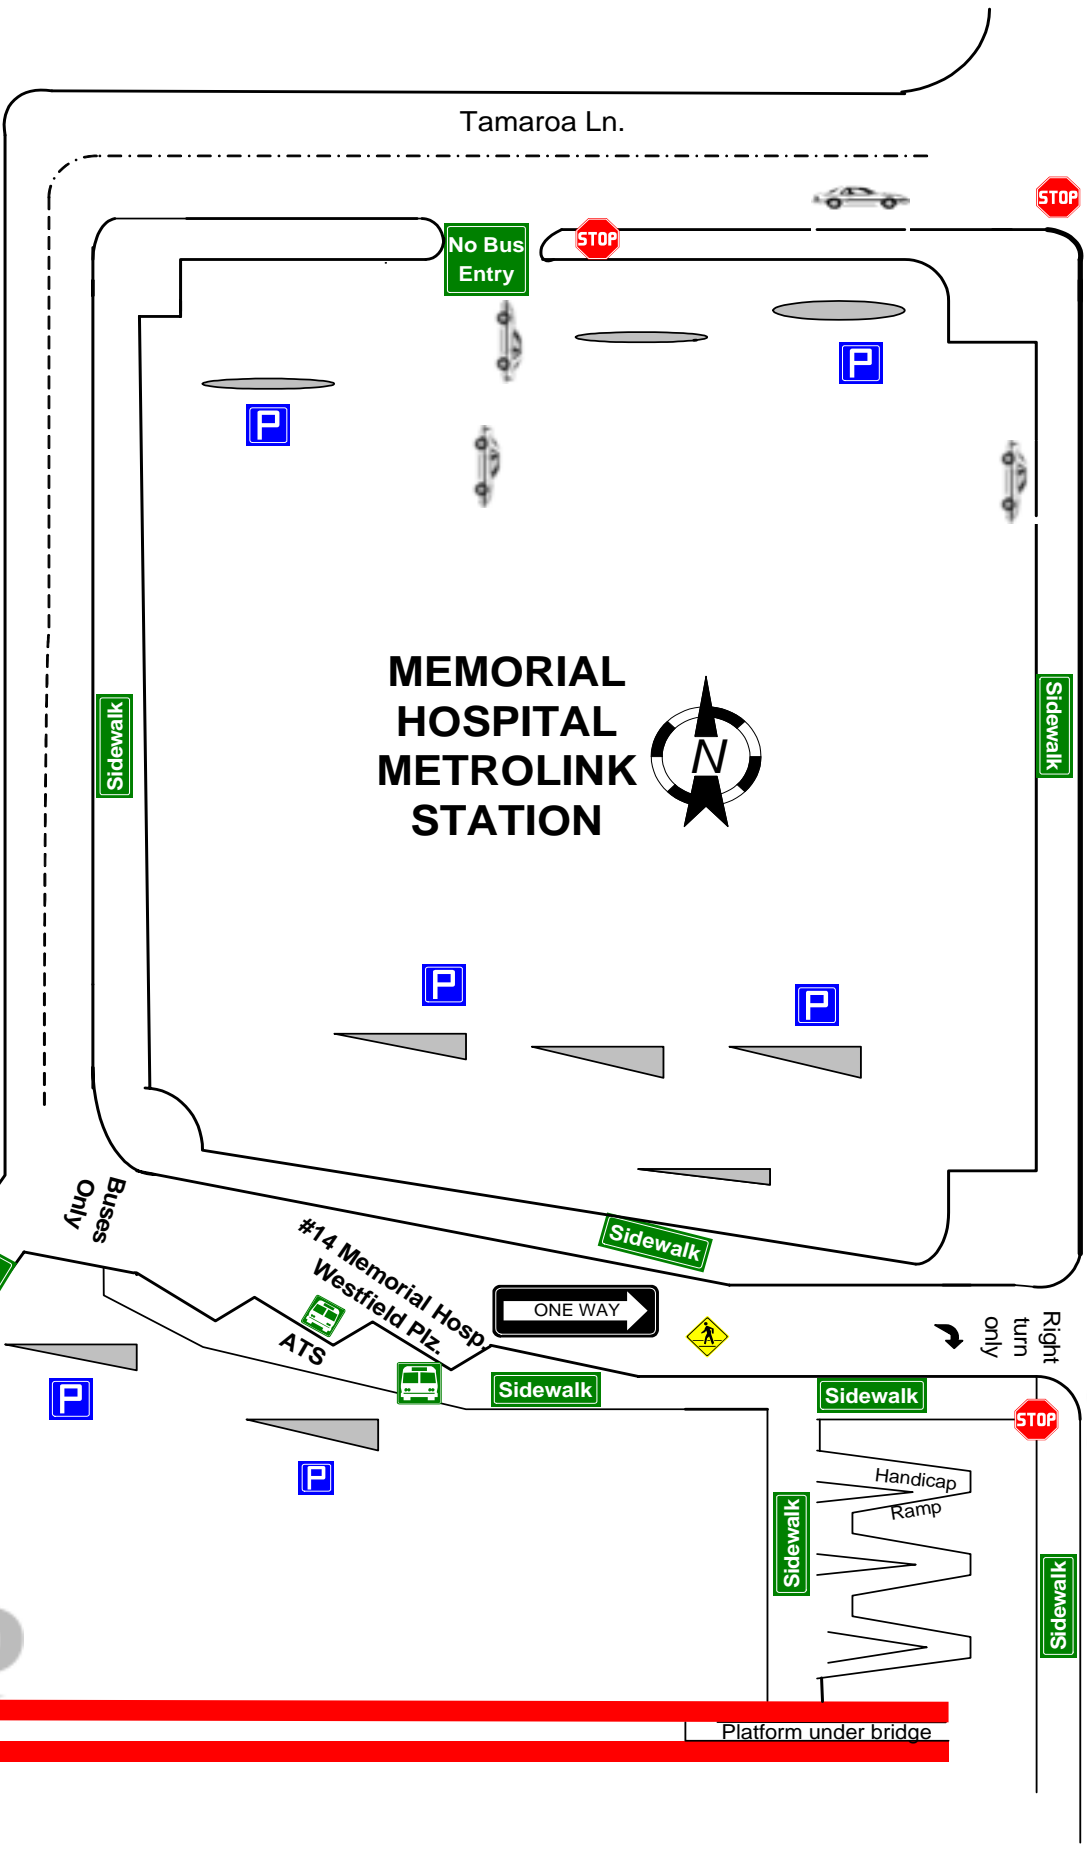 Tamaroa Ln.
STOP
STOP
No Bus
Entry
P
P
MEMORIAL
HOSPITAL
METROLINK
STATION
N
Sidewalk
Sidewalk
P
P
Buses
Only
#14 Memorial Hosp.
Westfield Plz.
ATS
Sidewalk
ONE WAY
Right
turn
only
P
Sidewalk
Sidewalk
STOP
P
Handicap
Ramp
Sidewalk
Sidewalk
Platform under bridge